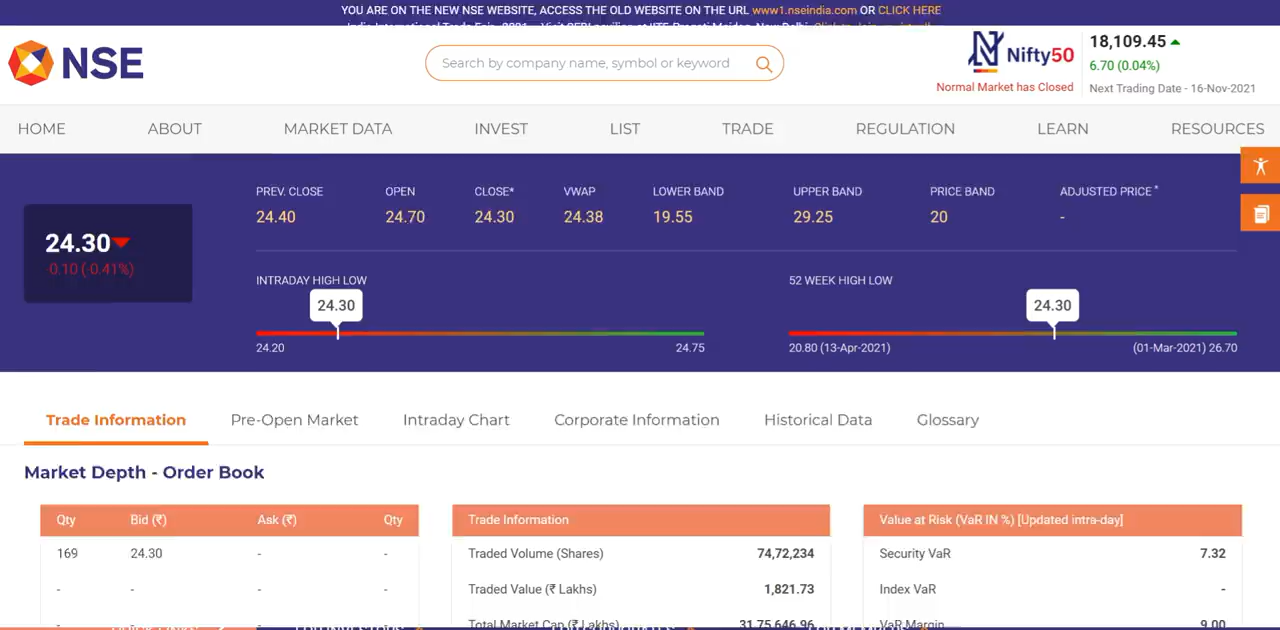 YOU ARE ON THE NEW NSE WEBSITE, ACCESS THE OLD WEBSITE ON THE URL www1.nseindia.com OR CLICK HERE
NSE
Search by company name, symbol or keyword
Nifty50
18,109.45
6.70 (0.04%)
Normal Market has Closed
Next Trading Date - 16-Nov-2021
HOME ABOUT MARKET DATA INVEST LIST TRADE REGULATION LEARN RESOURCES
PREV. CLOSE OPEN CLOSE* VWAP LOWER BAND UPPER BAND PRICE BAND ADJUSTED PRICE*
24.40 24.70 24.30 24.38 19.55 29.25 20 -
24.30
-0.10 (-0.41%)
INTRADAY HIGH LOW 52 WEEK HIGH LOW
24.30 24.30
24.20 24.75 20.80 (13-Apr-2021) (01-Mar-2021) 26.70
Trade Information Pre-Open Market Intraday Chart Corporate Information Historical Data Glossary
Market Depth - Order Book
Qty Bid (₹) Ask (₹) Qty Trade Information Value at Risk (VaR IN %) [Updated intra-day]
169 24.30 - - Traded Volume (Shares) 74,72,234 Security VaR 7.32
- - - - Traded Value (₹ Lakhs) 1,821.73 Index VaR -
- - - - Total Market Cap (₹ Lakhs) 31,75,646.96 VaR Margin 9.00